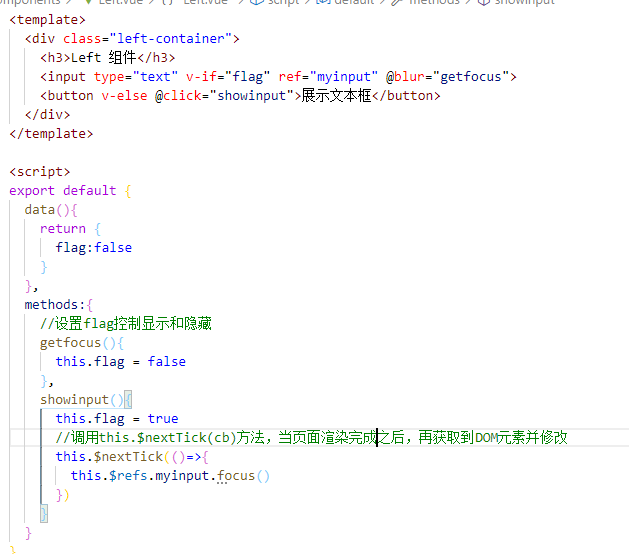 omponents > Left.vue > {} "Left.vue" > script > default > methods > showinput
<template>
  <div class="left-container">
    <h3>Left 组件</h3>
    <input type="text" v-if="flag" ref="myinput" @blur="getfocus">
    <button v-else @click="showinput">展示文本框</button>
  </div>
</template>

<script>
export default {
  data(){
    return {
      flag:false
    }
  },
  methods:{
    //设置flag控制显示和隐藏
    getfocus(){
      this.flag = false
    },
    showinput(){
      this.flag = true
      //调用this.$nextTick(cb)方法，当页面渲染完成之后，再获取到DOM元素并修改
      this.$nextTick(()=>{
        this.$refs.myinput.focus()
      })
    }
  }
}